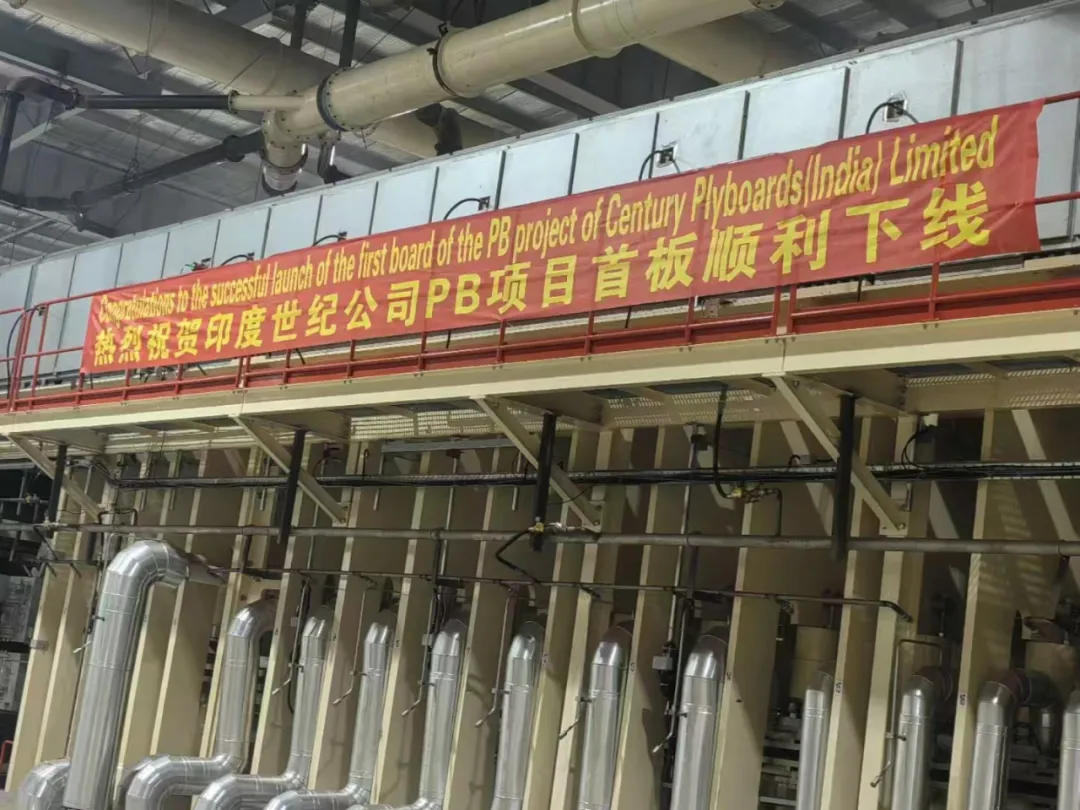 Congratulations to the successful launch of the first board of the PB project of Century Plyboards(India) Limited
热烈祝贺印度世纪公司PB项目首板顺利下线